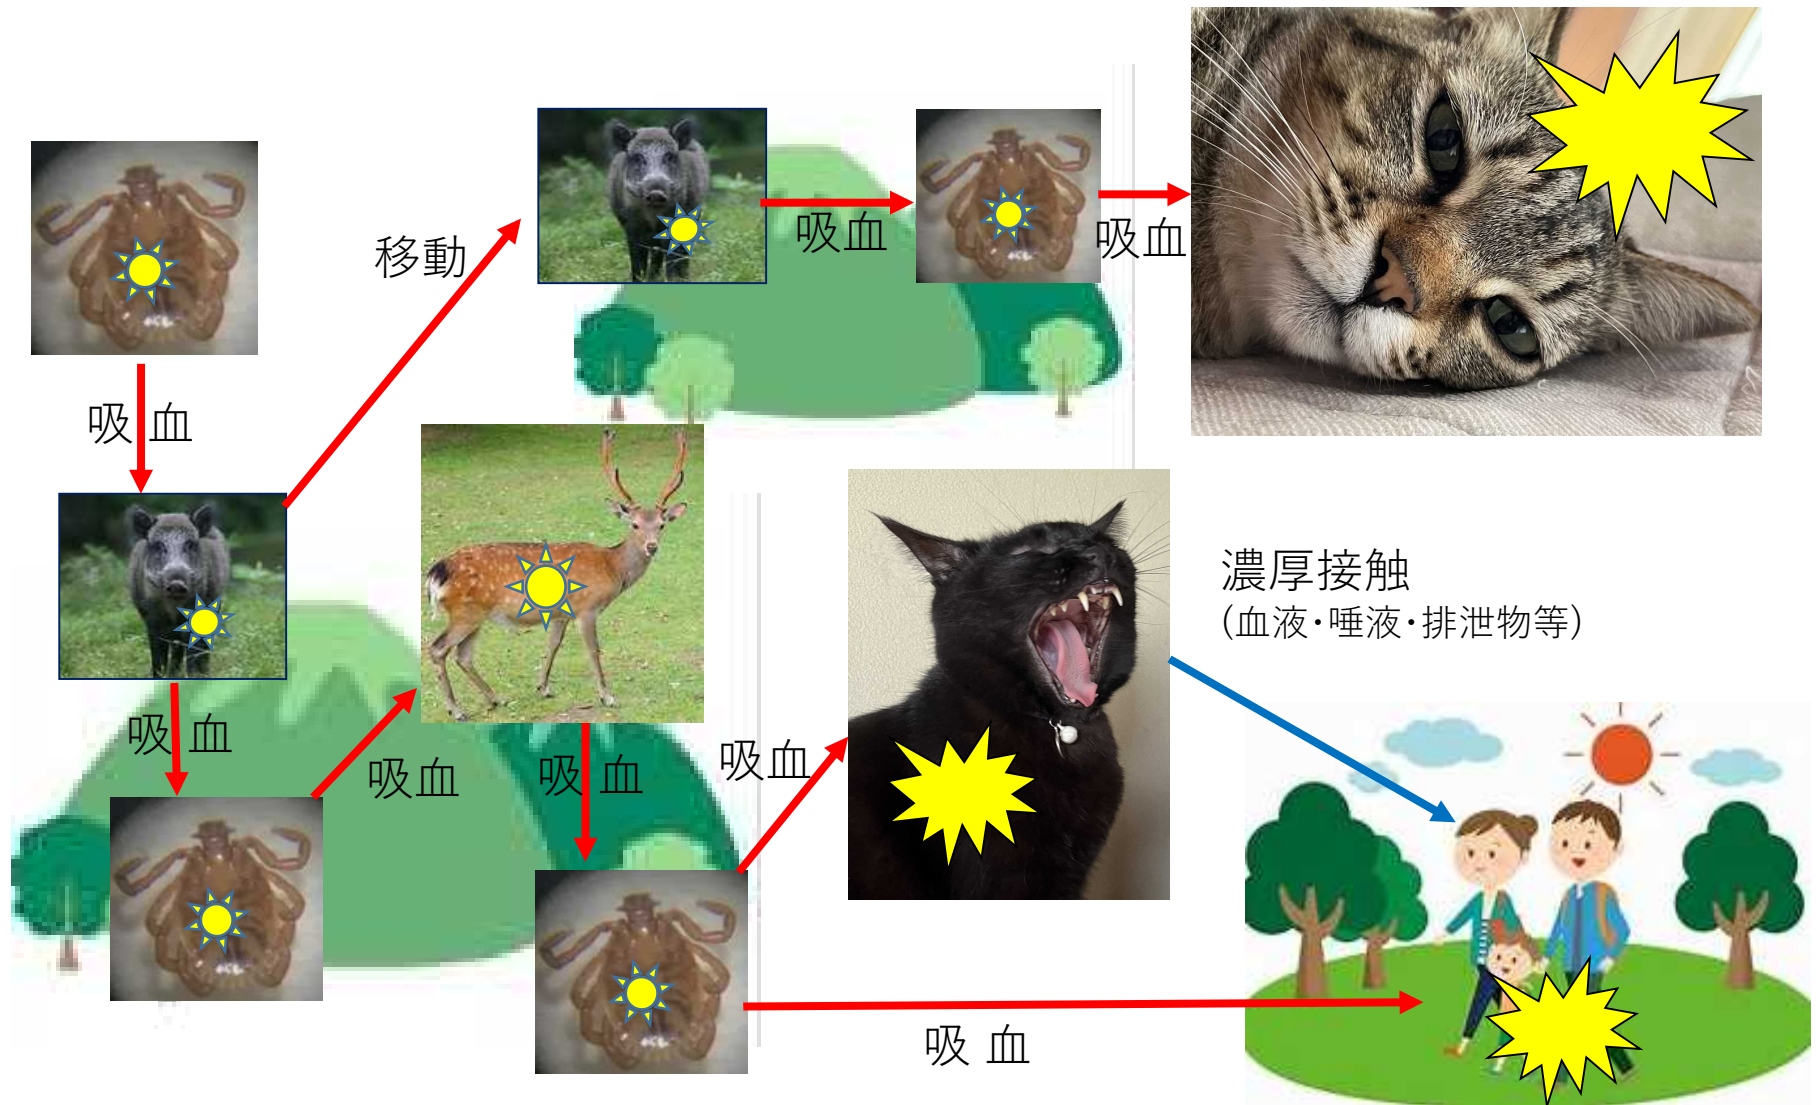 移動
吸血
吸血
吸 血
濃厚接触
(血液・唾液・排泄物等)
吸 血
吸血
吸 血
吸血
吸 血